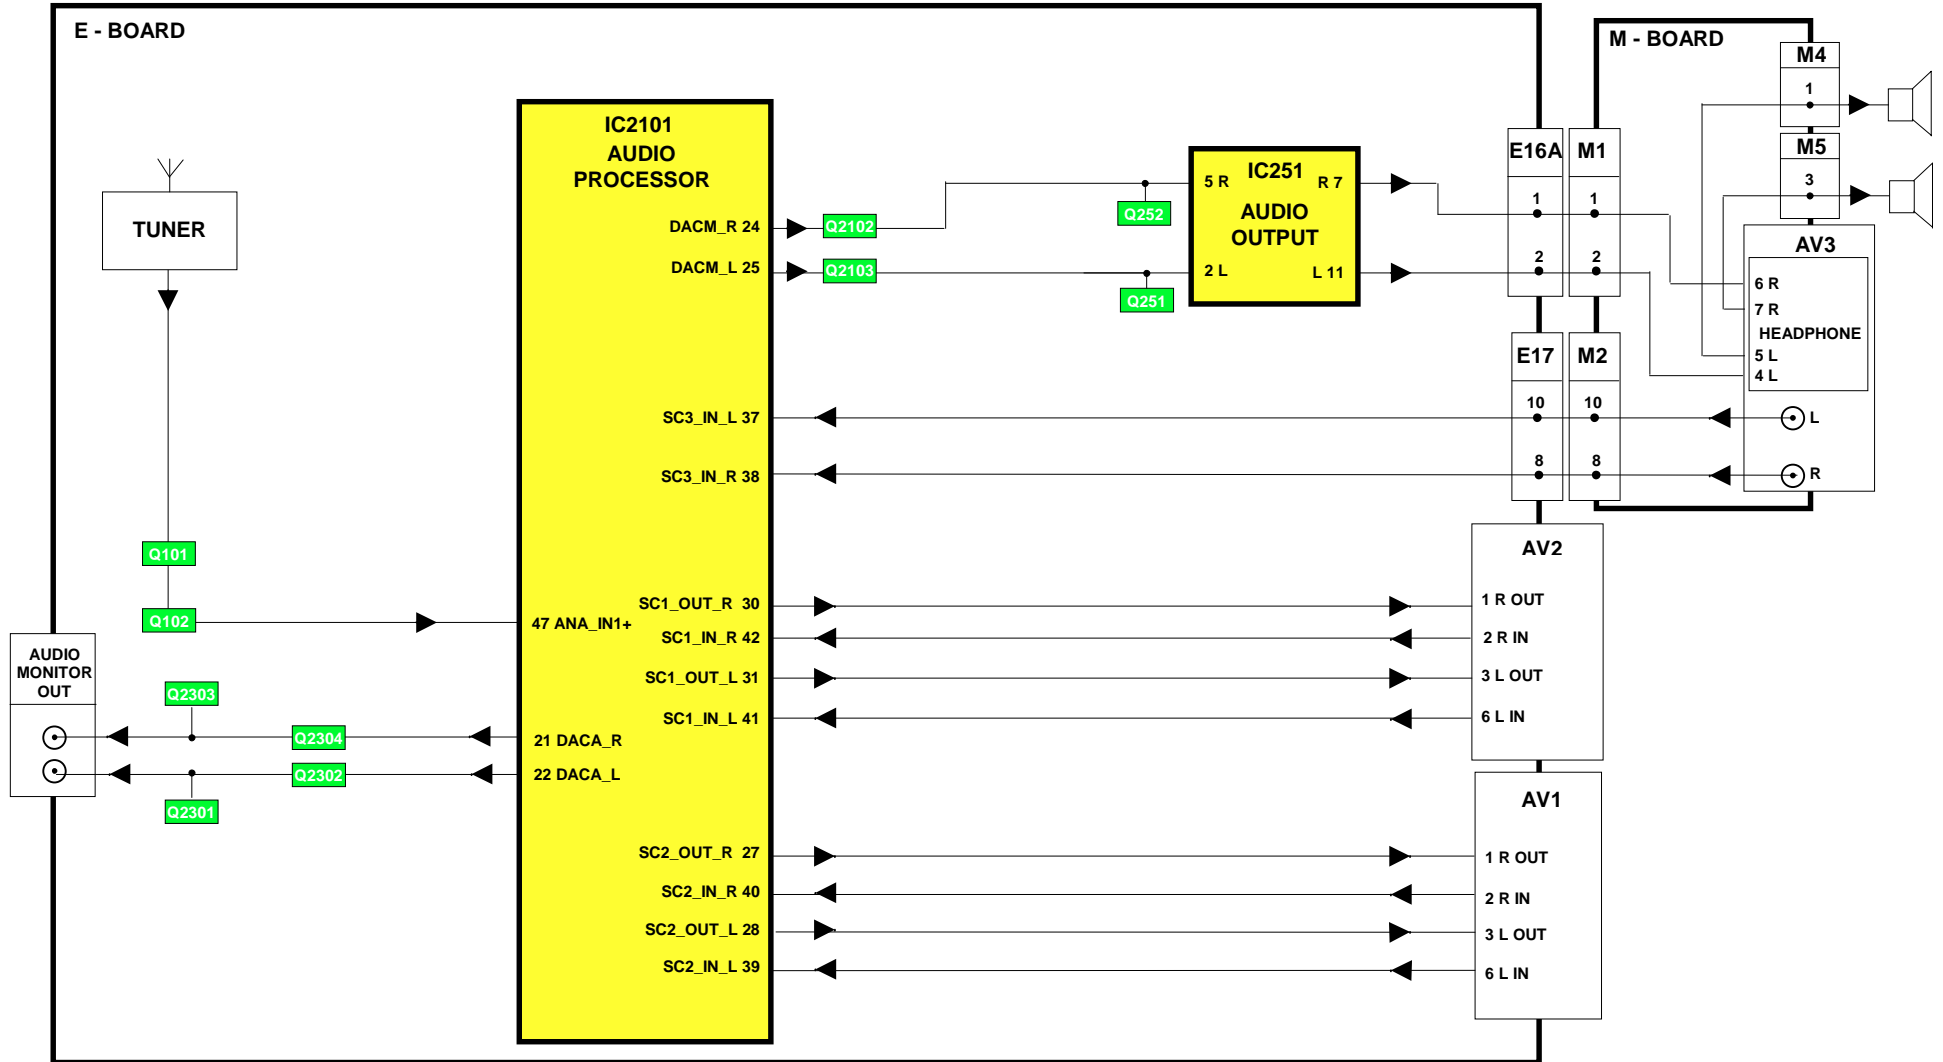 E - BOARD
M - BOARD
M4
1
M5
3
IC2101
AUDIO
PROCESSOR
TUNER
E16A
M1
IC251
AUDIO
OUTPUT
5 R
R 7
2 L
L 11
1
1
2
2
DACM_R 24
DACM_L 25
Q2102
Q2103
Q252
Q251
AV3
6 R
7 R
HEADPHONE
5 L
4 L
E17
M2
10
10
8
8
L
R
SC3_IN_L 37
SC3_IN_R 38
Q101
Q102
47 ANA_IN1+
AV2
SC1_OUT_R 30
SC1_IN_R 42
SC1_OUT_L 31
SC1_IN_L 41
1 R OUT
2 R IN
3 L OUT
6 L IN
AUDIO
MONITOR
OUT
Q2303
Q2304
Q2302
Q2301
21 DACA_R
22 DACA_L
AV1
SC2_OUT_R 27
SC2_IN_R 40
SC2_OUT_L 28
SC2_IN_L 39
1 R OUT
2 R IN
3 L OUT
6 L IN